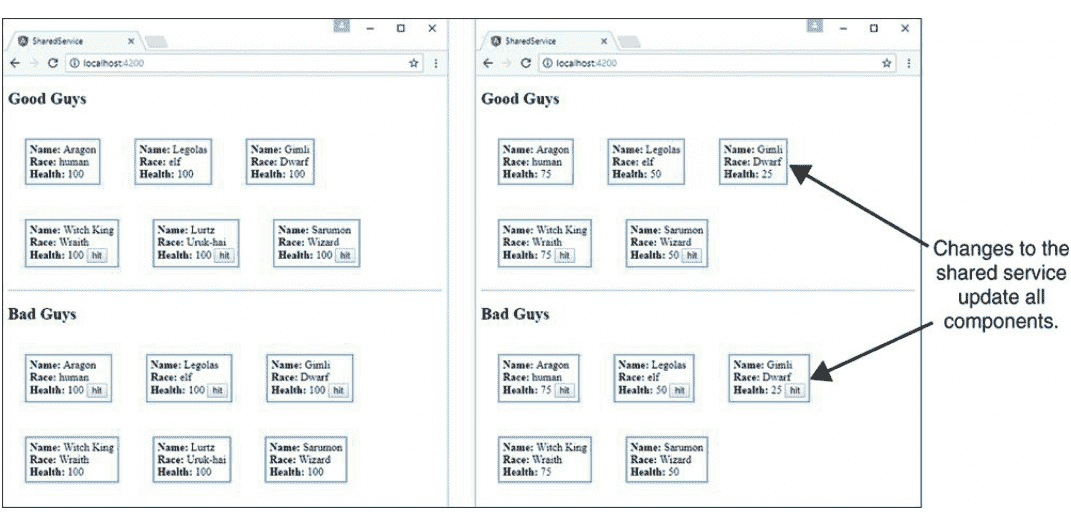 SharedService
localhost:4200
Good Guys
Name: Aragon
Race: human
Health: 100
Name: Legolas
Race: elf
Health: 100
Name: Gimli
Race: Dwarf
Health: 100
Name: Witch King
Race: Wraith
Health: 100 hit
Name: Lurtz
Race: Uruk-hai
Health: 100 hit
Name: Sarumon
Race: Wizard
Health: 100 hit
Bad Guys
Name: Aragon
Race: human
Health: 100 hit
Name: Legolas
Race: elf
Health: 100 hit
Name: Gimli
Race: Dwarf
Health: 100 hit
Name: Witch King
Race: Wraith
Health: 100
Name: Lurtz
Race: Uruk-hai
Health: 100
Name: Sarumon
Race: Wizard
Health: 100
SharedService
localhost:4200
Good Guys
Name: Aragon
Race: human
Health: 75
Name: Legolas
Race: elf
Health: 50
Name: Gimli
Race: Dwarf
Health: 25
Name: Witch King
Race: Wraith
Health: 75 hit
Name: Sarumon
Race: Wizard
Health: 50 hit
Bad Guys
Name: Aragon
Race: human
Health: 75 hit
Name: Legolas
Race: elf
Health: 50 hit
Name: Gimli
Race: Dwarf
Health: 25 hit
Name: Witch King
Race: Wraith
Health: 75
Name: Sarumon
Race: Wizard
Health: 50
Changes to the
shared service
update all
components.